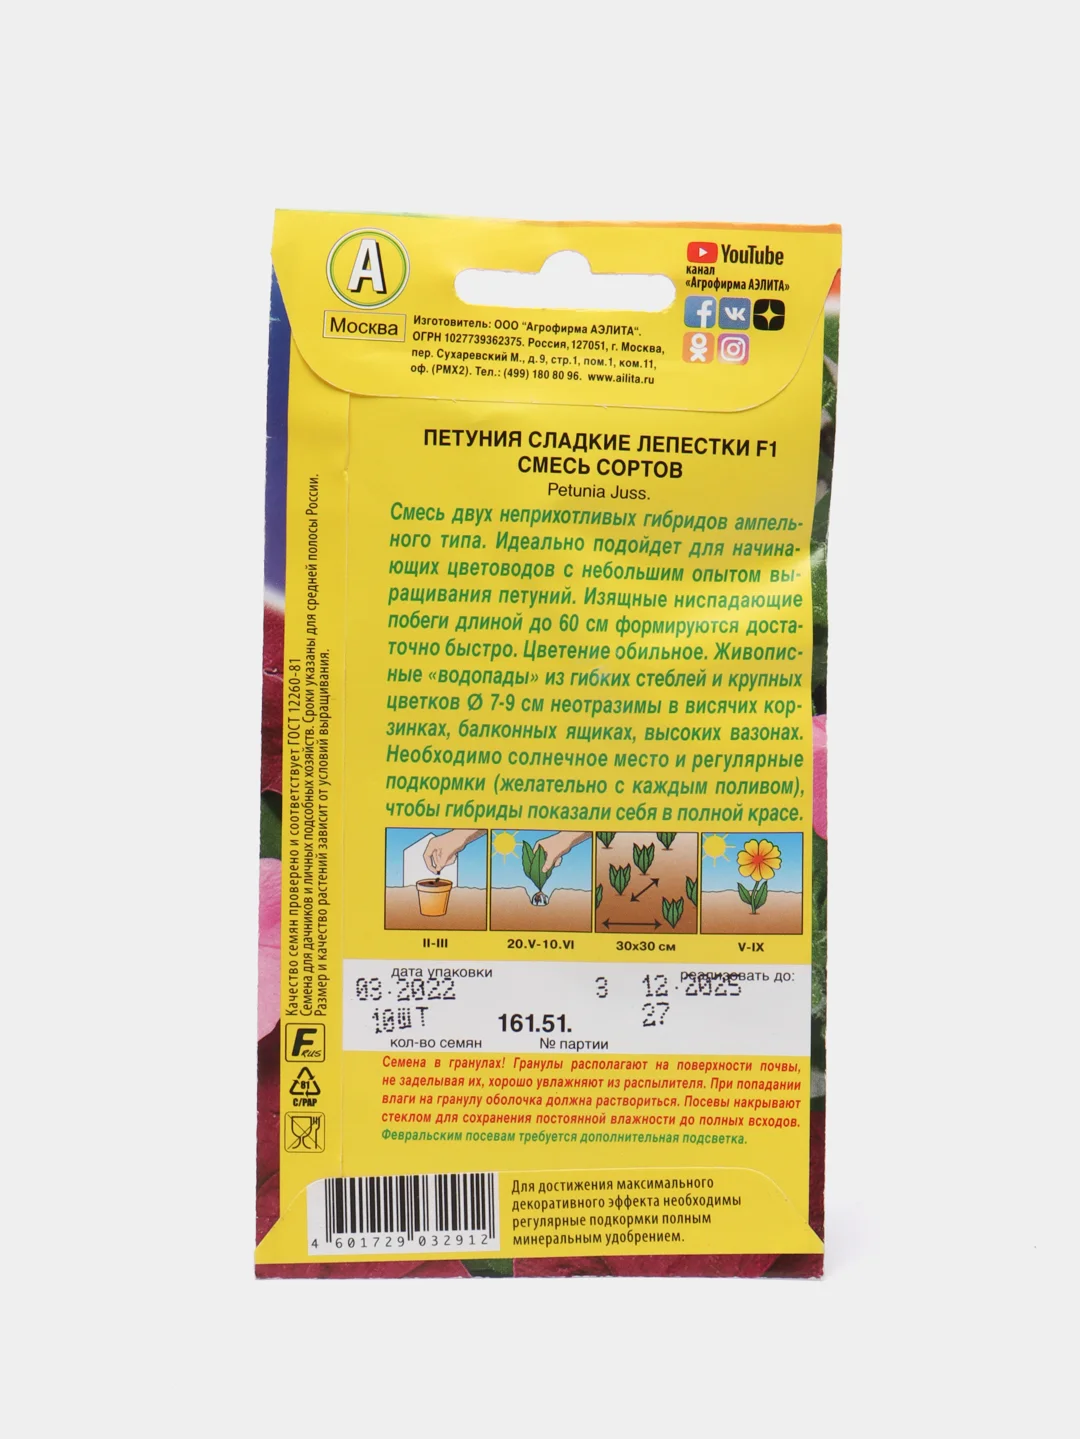 А
Москва
Изготовитель: ООО "Агрофирма АЭЛИТА".
ОГРН 1027739362375. Россия,127051, г. Москва,
пер. Сухаревский М., д.9, стр.1, пом.1, ком.11,
оф. (РМХ2). Тел.: (499) 180 80 96. www.ailita.ru
YouTube
канал
«Агрофирма АЭЛИТА»
ПЕТУНИЯ СЛАДКИЕ ЛЕПЕСТКИ F1
СМЕСЬ СОРТОВ
Petunia Juss.
Смесь двух неприхотливых гибридов ампель-
ного типа. Идеально подойдет для начина-
ющих цветоводов с небольшим опытом вы-
ращивания петуний. Изящные ниспадающие
побеги длиной до 60 см формируются доста-
точно быстро. Цветение обильное. Живопис-
ные «водопады» из гибких стеблей и крупных
цветков Ø 7-9 см неотразимы в висячих кор-
зинках, балконных ящиках, высоких вазонах.
Необходимо солнечное место и регулярные
подкормки (желательно с каждым поливом),
чтобы гибриды показали себя в полной красе.
II-III
20.V-10.VI
30х30 см
V-IX
дата упаковки
реализовать до:
03.2022 3 12.2025
10ШТ 161.51. 27
кол-во семян № партии
Семена в гранулах! Гранулы располагают на поверхности почвы,
не заделывая их, хорошо увлажняют из распылителя. При попадании
влаги на гранулу оболочка должна раствориться. Посевы накрывают
стеклом для сохранения постоянной влажности до полных всходов.
Февральским посевам требуется дополнительная подсветка.
Качество семян проверено и соответствует ГОСТ 12260-81
Семена для дачников и личных подсобных хозяйств. Сроки указаны для средней полосы России.
Размер и качество растений зависит от условий выращивания.
F RUS
81
C/PAP
4 601729 032912
Для достижения максимального
декоративного эффекта необходимы
регулярные подкормки полным
минеральным удобрением.